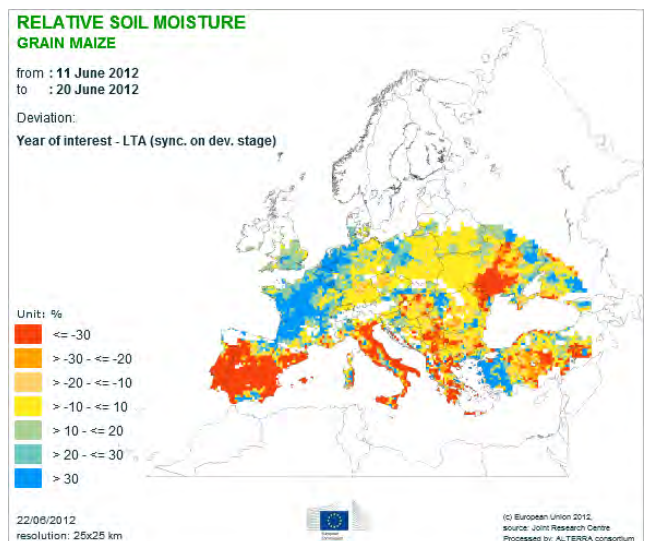 RELATIVE SOIL MOISTURE
GRAIN MAIZE
from : 11 June 2012
to : 20 June 2012
Deviation:
Year of interest - LTA (sync. on dev. stage)
Unit: %
<= -30
> -30 - <= -20
> -20 - <= -10
> -10 - <= 10
> 10 - <= 20
> 20 - <= 30
> 30
22/06/2012
resolution: 25x25 km
European
Commission
(c) European Union 2012,
source: Joint Research Centre
Processed by: ALTERRA consortium